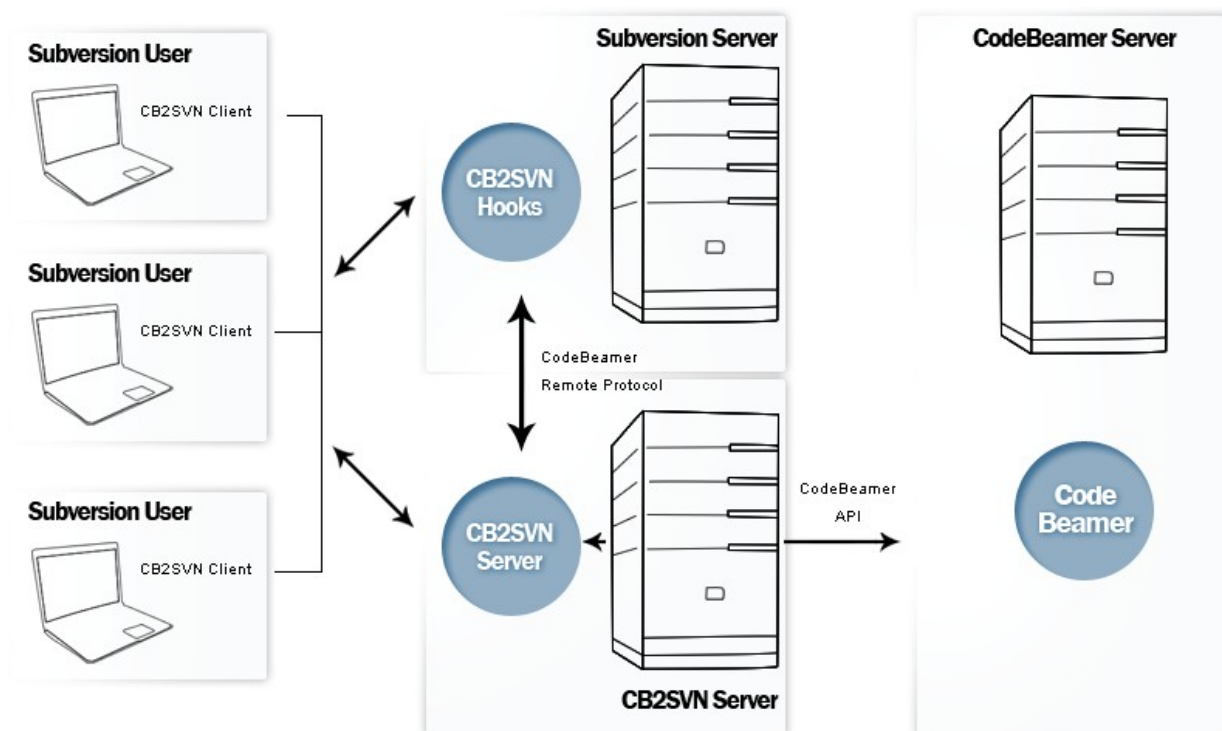 Subversion User
CB2SVN Client
Subversion User
CB2SVN Client
Subversion User
CB2SVN Client
Subversion Server
CB2SVN
Hooks
CodeBeamer
Remote Protocol
CB2SVN
Server
CB2SVN Server
CodeBeamer
API
CodeBeamer Server
Code
Beamer